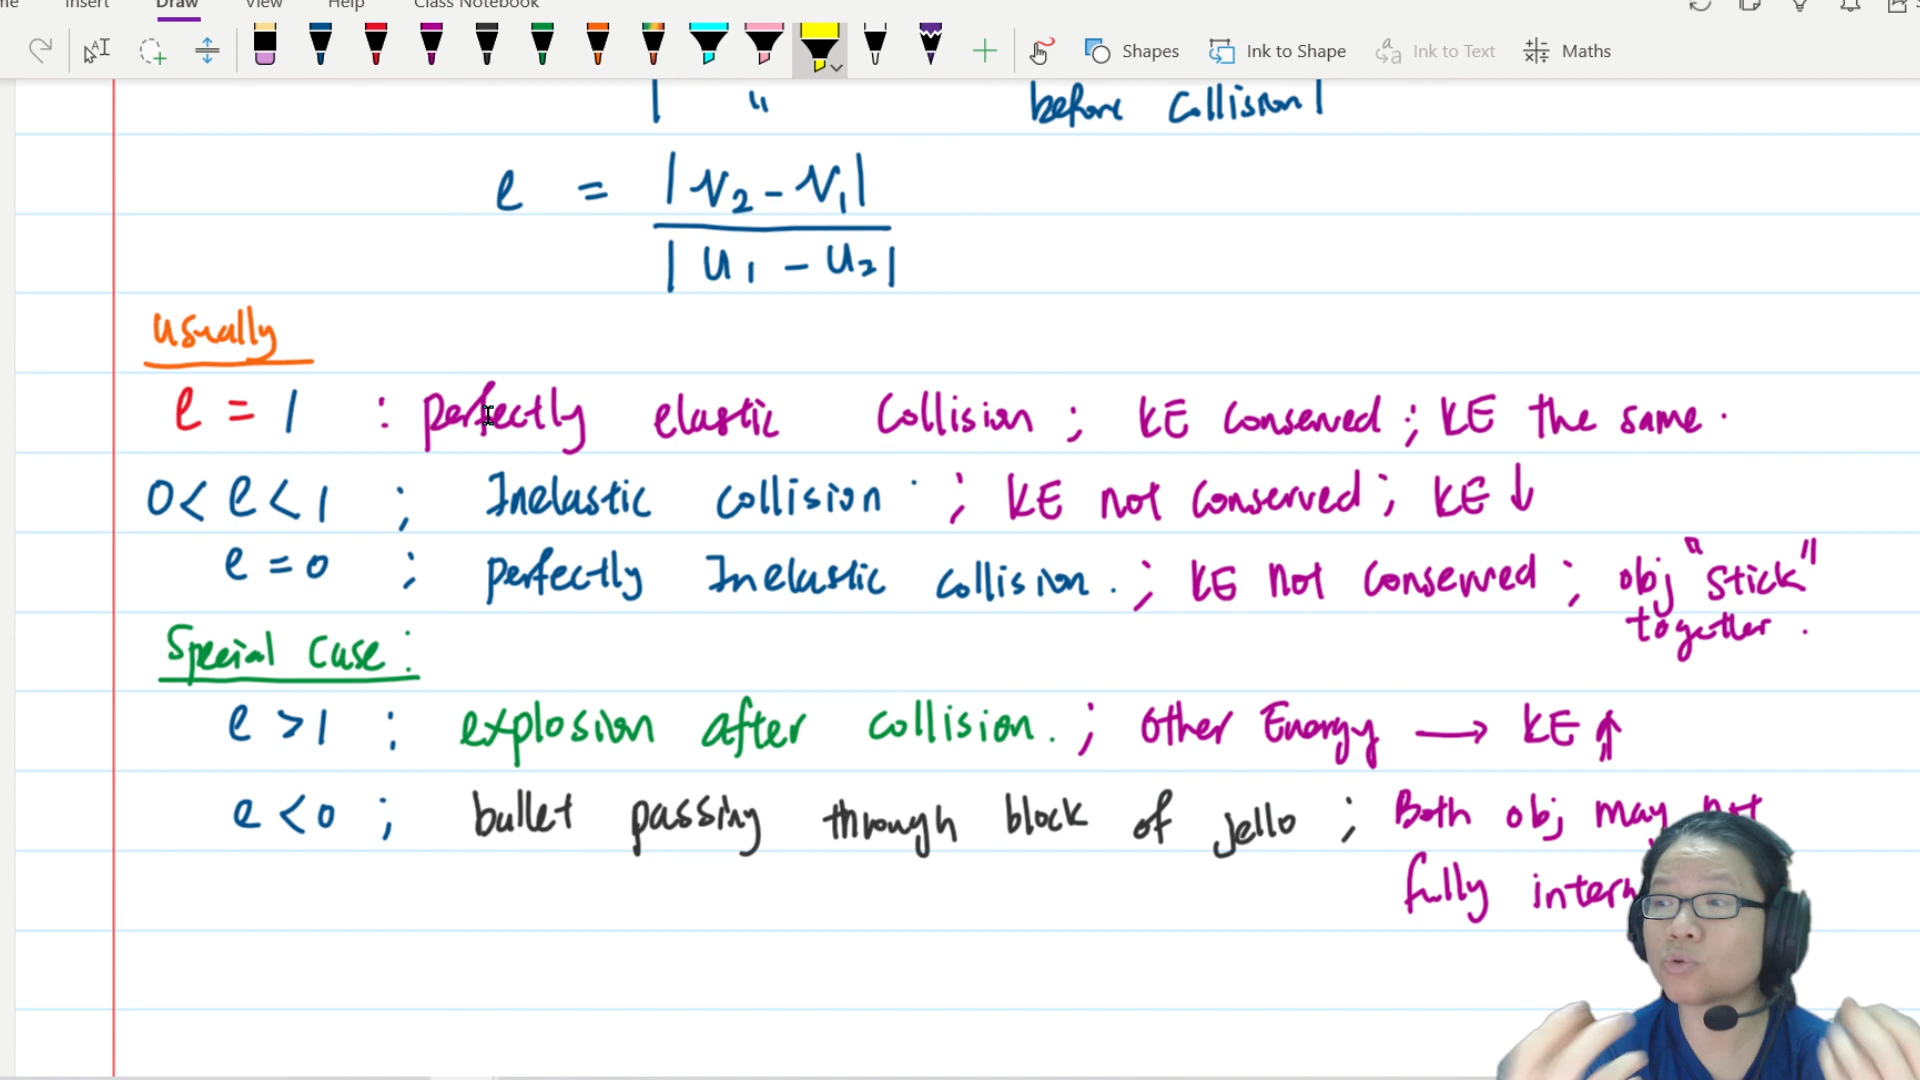 Insert Draw View Help Class Notebook
Shapes Ink to Shape Ink to Text Maths
| " before collision|
e = |v₂ - v₁|
|u₁ - u₂|
Usually
e = 1 : perfectly elastic collision ; KE conserved ; KE the same .
0 < e < 1 ; Inelastic collision . ; KE not conserved ; KE ↓
e = 0 ; perfectly Inelastic collision . ; KE Not conserved ; obj "stick"
together .
Special Case :
e > 1 : explosion after collision . ; Other Energy → KE ↑
e < 0 ; bullet passing through block of jello ; Both obj may not
fully